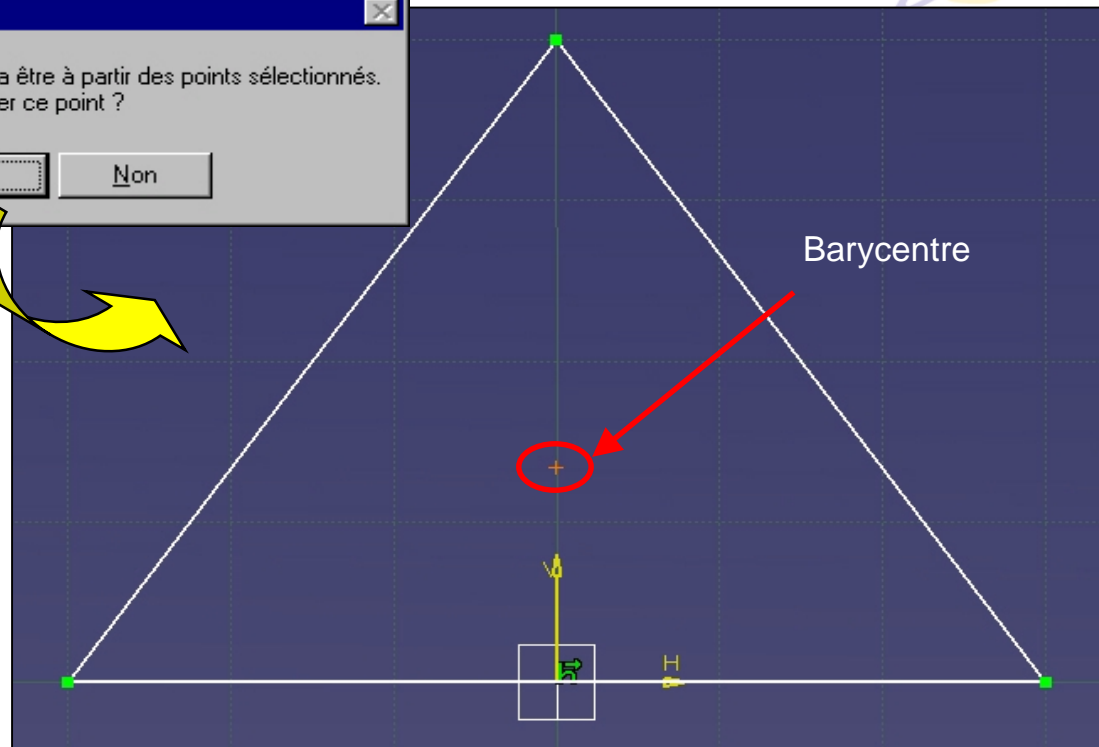 a être à partir des points sélectionnés.
er ce point ?
Non
Barycentre
V
H